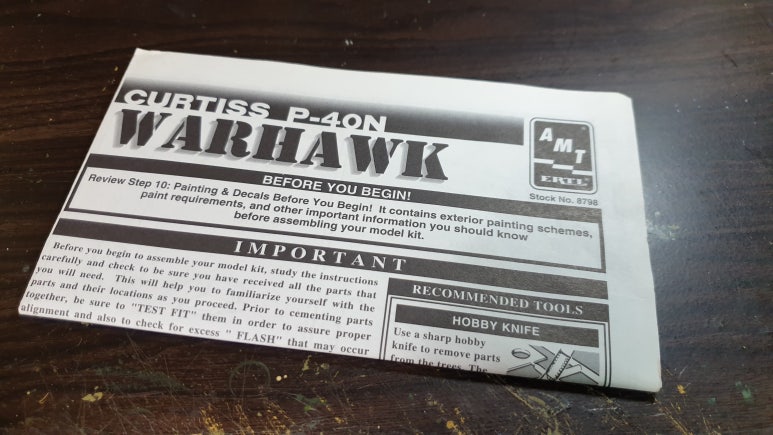 CURTISS P-40N
WARHAWK
AMT
ERTL
Stock No. 8798
BEFORE YOU BEGIN!
Review Step 10: Painting & Decals Before You Begin! It contains exterior painting schemes,
paint requirements, and other important information you should know
before assembling your model kit.
IMPORTANT
Before you begin to assemble your model kit, study the instructions
carefully and check to be sure you have received all the parts that
you will need. This will help you to familiarize yourself with the
parts and their locations as you proceed. Prior to cementing parts
together, be sure to "TEST FIT" them in order to assure proper
alignment and also to check for excess " FLASH" that may occur
RECOMMENDED TOOLS
HOBBY KNIFE
Use a sharp hobby
knife to remove parts
from the trees. The